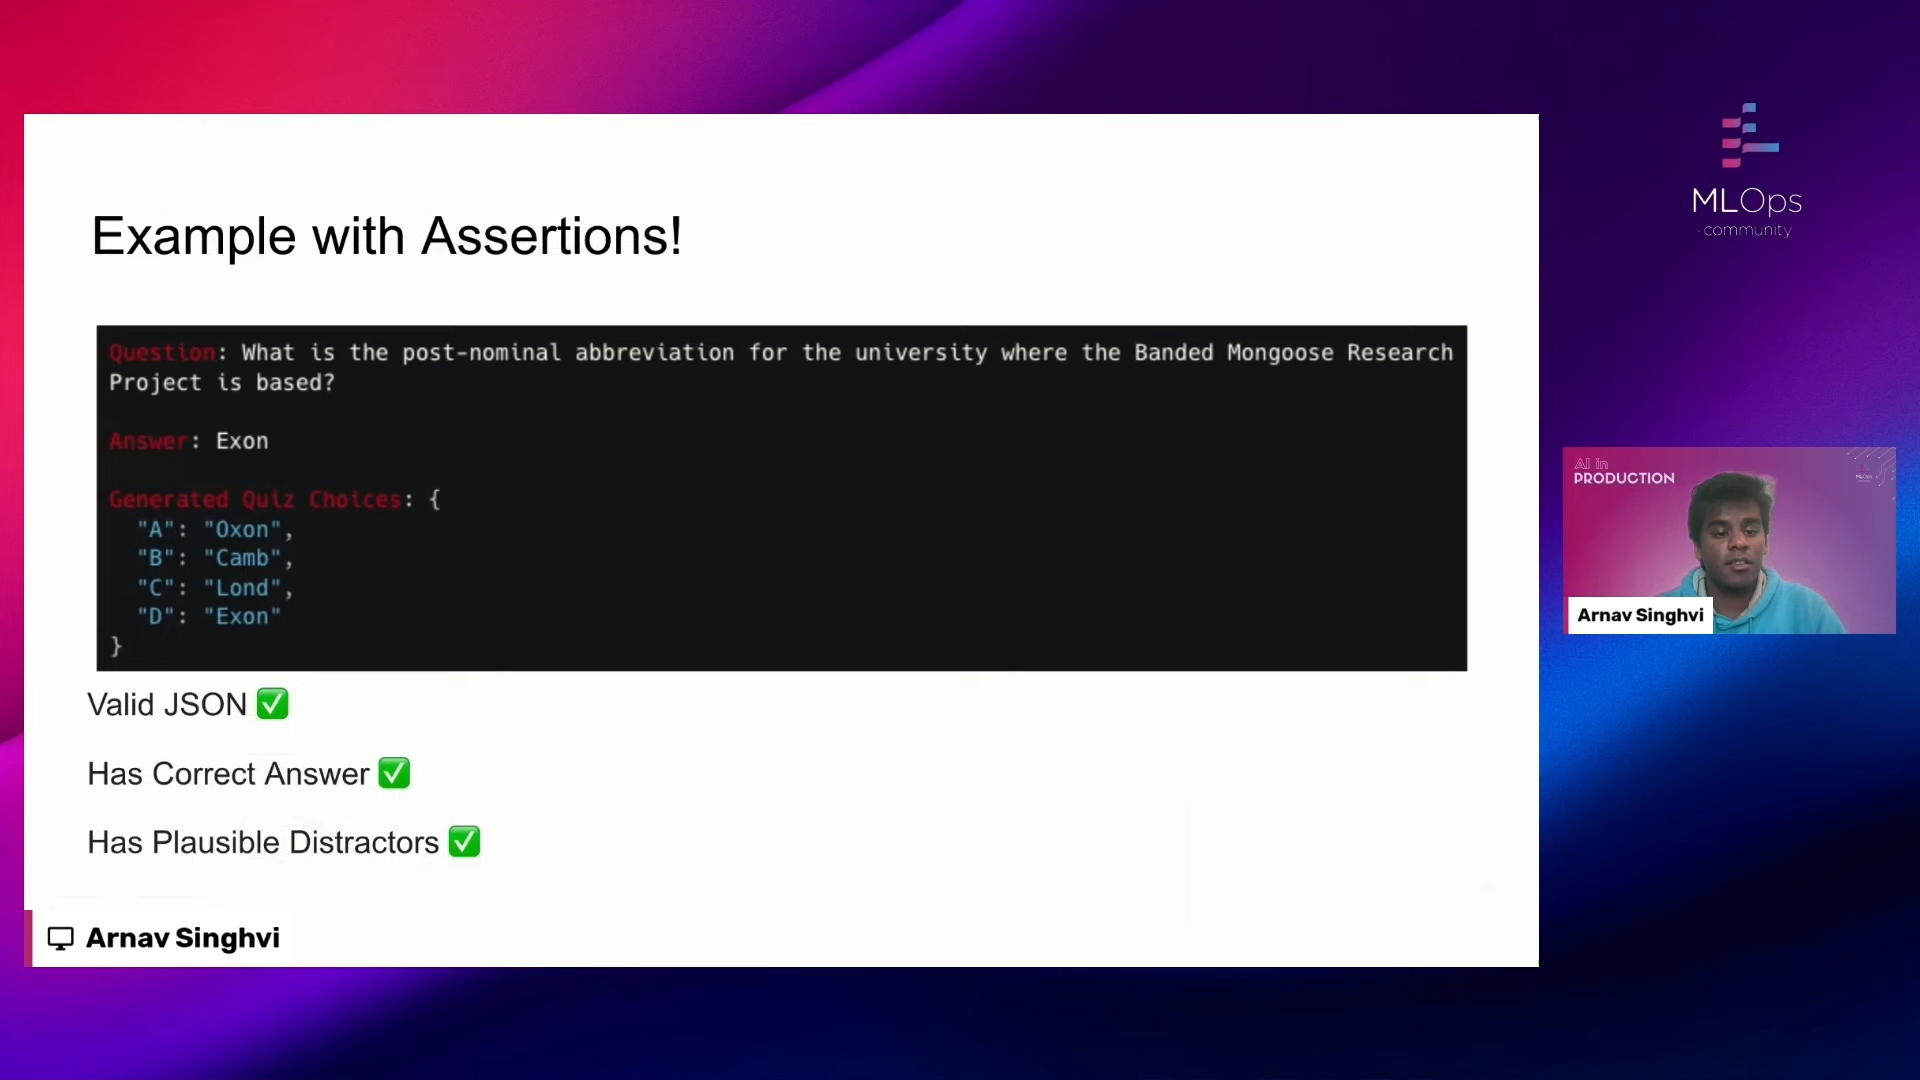 Example with Assertions!
Question: What is the post-nominal abbreviation for the university where the Banded Mongoose Research
Project is based?
Answer: Exon
Generated Quiz Choices: {
"A": "Oxon",
"B": "Camb",
"C": "Lond",
"D": "Exon"
}
Valid JSON ✅
Has Correct Answer ✅
Has Plausible Distractors ✅
Arnav Singhvi
MLOps
community
AI in
PRODUCTION
MLOps
Arnav Singhvi